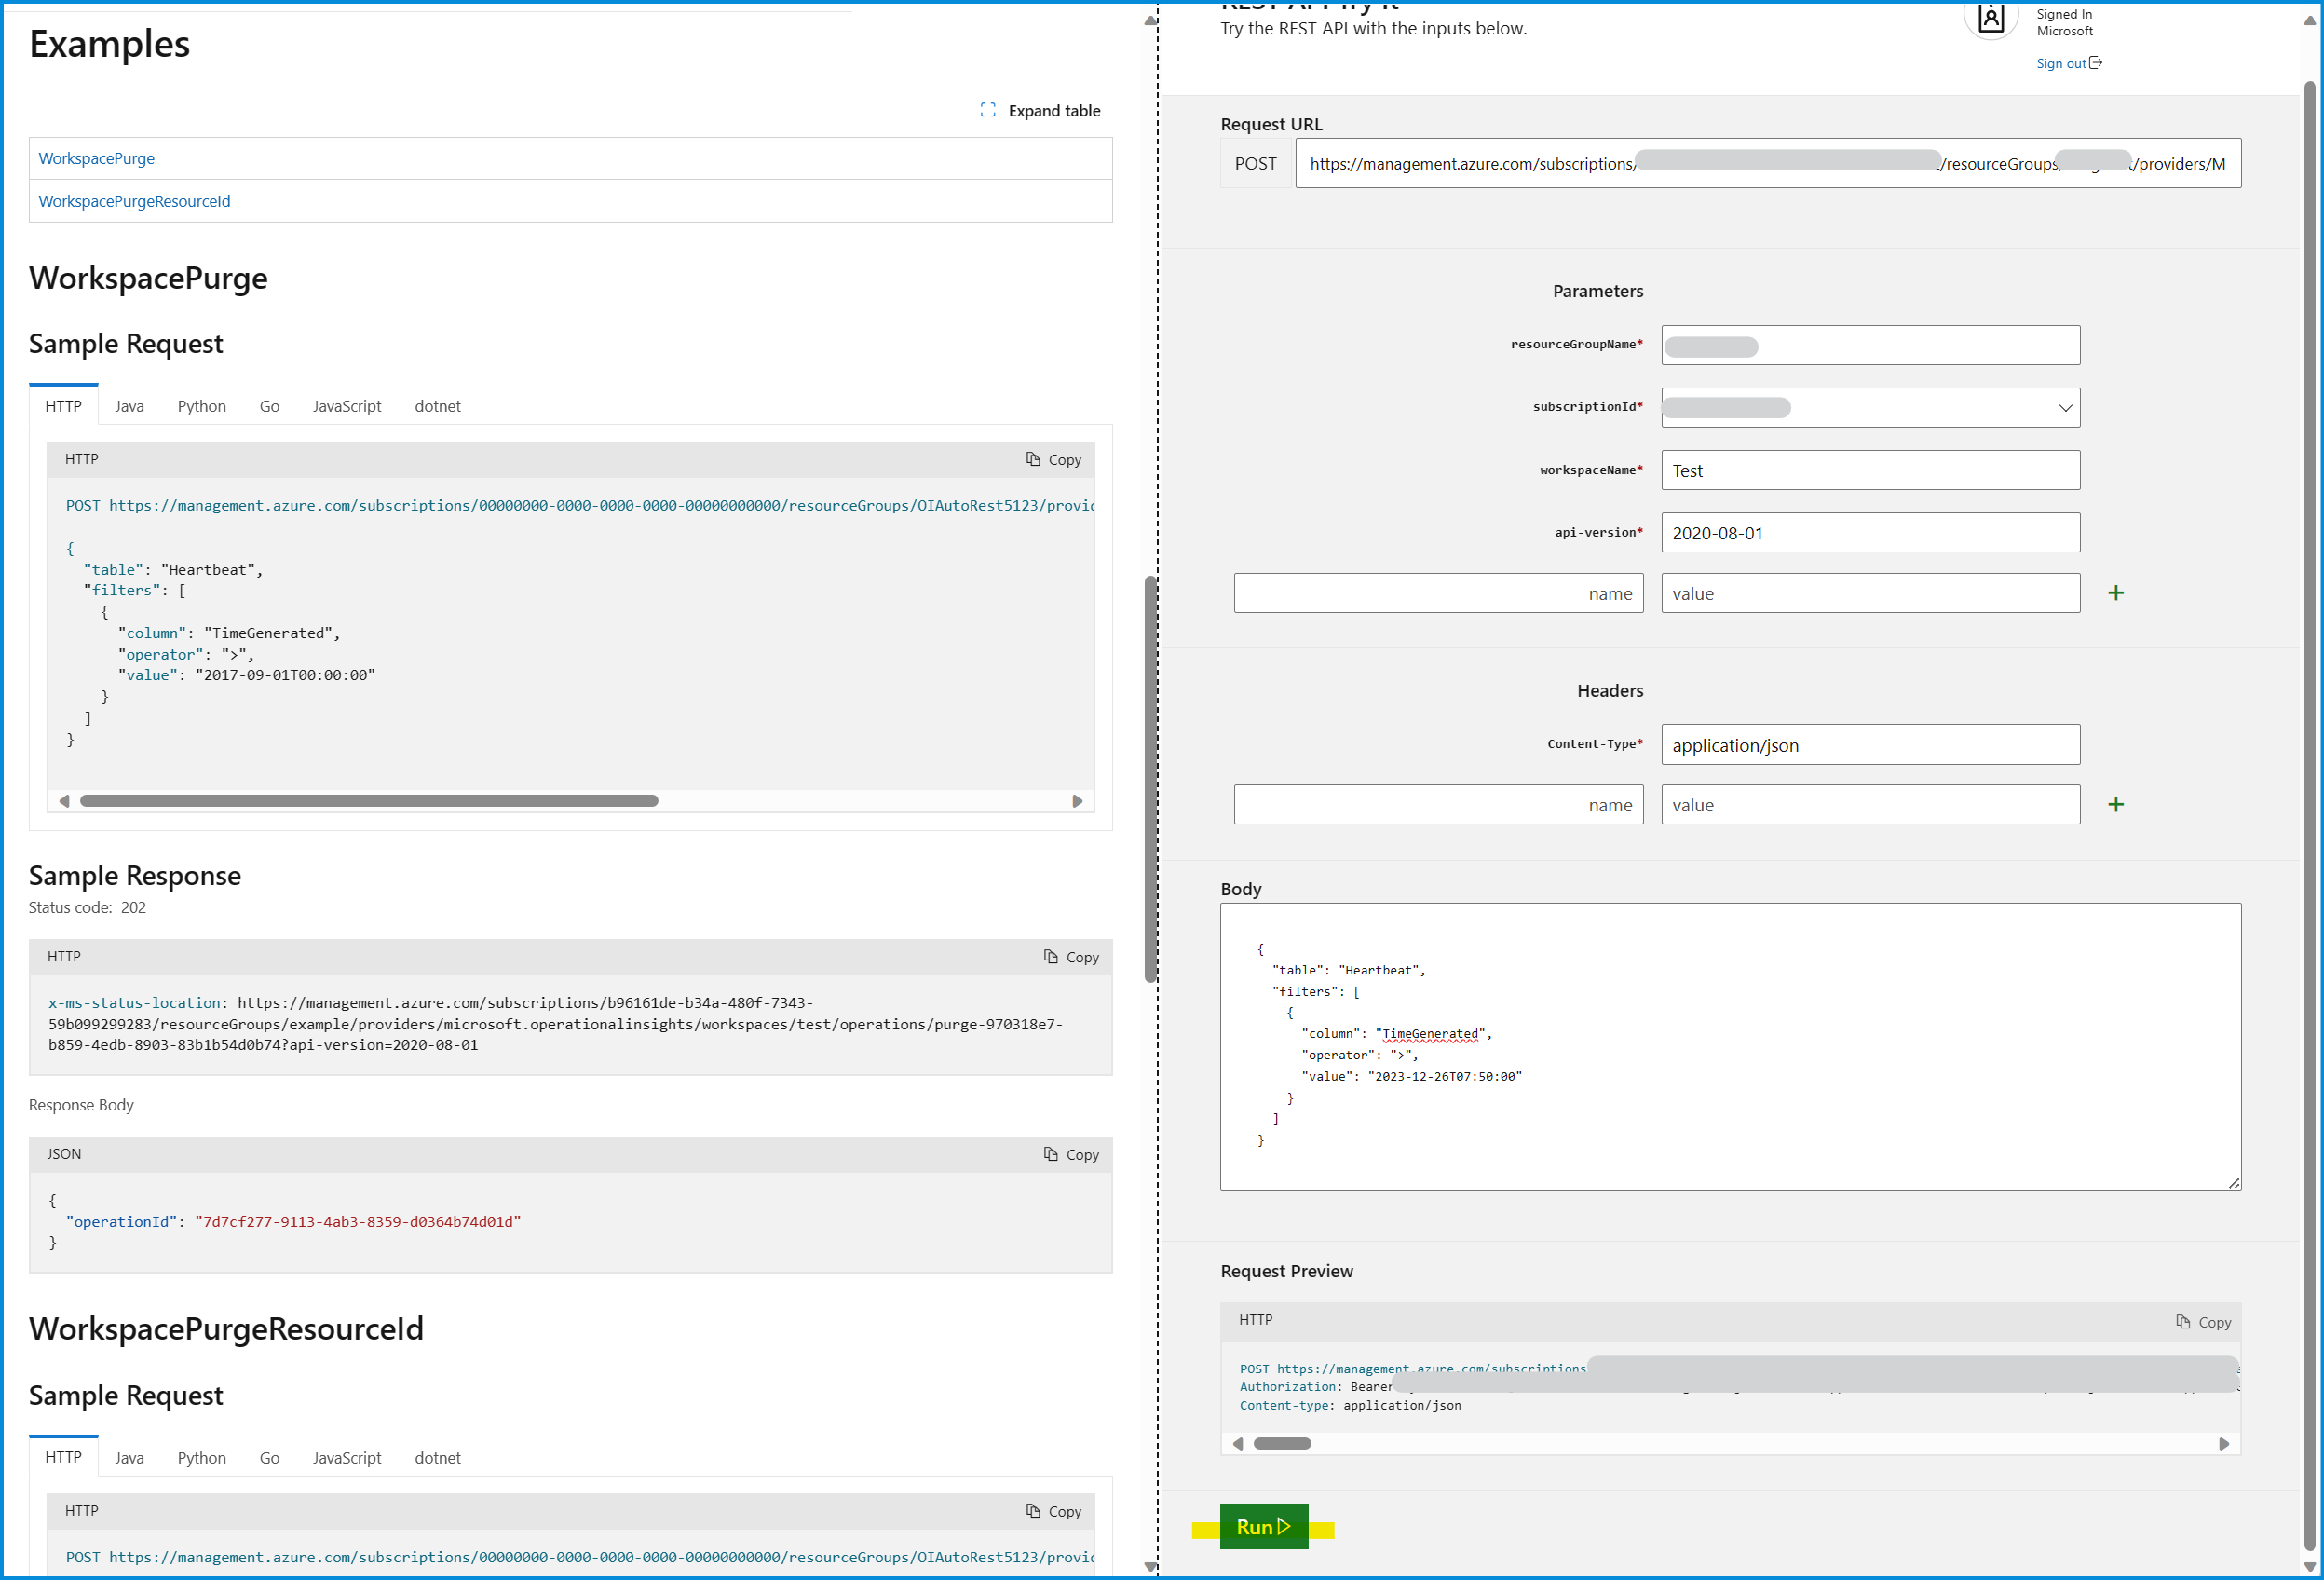 Examples
Expand table
WorkspacePurge
WorkspacePurgeResourceId
WorkspacePurge
Sample Request
HTTP Java Python Go JavaScript dotnet
HTTP Copy
POST https://management.azure.com/subscriptions/00000000-0000-0000-0000-00000000000/resourceGroups/OIAutoRest5123/provid
{
"table": "Heartbeat",
"filters": [
{
"column": "TimeGenerated",
"operator": ">",
"value": "2017-09-01T00:00:00"
}
]
}
Sample Response
Status code: 202
HTTP Copy
x-ms-status-location: https://management.azure.com/subscriptions/b96161de-b34a-480f-7343-
59b099299283/resourceGroups/example/providers/microsoft.operationalinsights/workspaces/test/operations/purge-970318e7-
b859-4edb-8903-83b1b54d0b74?api-version=2020-08-01
Response Body
JSON Copy
{
"operationId": "7d7cf277-9113-4ab3-8359-d0364b74d01d"
}
WorkspacePurgeResourceId
Sample Request
HTTP Java Python Go JavaScript dotnet
HTTP Copy
POST https://management.azure.com/subscriptions/00000000-0000-0000-0000-00000000000/resourceGroups/OIAutoRest5123/provid
REST API Try It
Try the REST API with the inputs below.
Signed In
Microsoft
Sign out
Request URL
POST https://management.azure.com/subscriptions/ /resourceGroups/ /providers/M
Parameters
resourceGroupName*
subscriptionId*
workspaceName* Test
api-version* 2020-08-01
name value +
Headers
Content-Type* application/json
name value +
Body
{
"table": "Heartbeat",
"filters": [
{
"column": "TimeGenerated",
"operator": ">",
"value": "2023-12-26T07:50:00"
}
]
}
Request Preview
HTTP Copy
POST https://management.azure.com/subscriptions
Authorization: Bearer
Content-type: application/json
Run